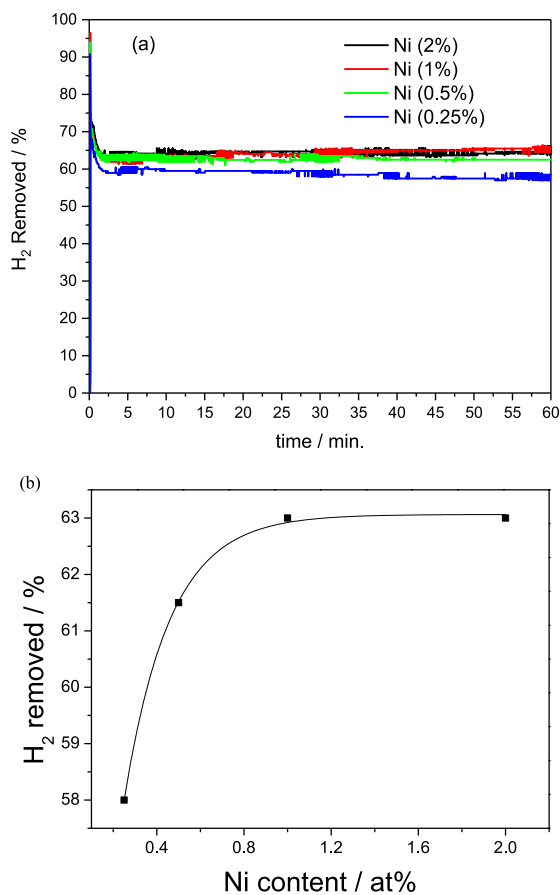 (a)
Ni (2%)
Ni (1%)
Ni (0.5%)
Ni (0.25%)
100
90
80
70
60
50
40
30
20
10
0
H2 Removed / %
0 5 10 15 20 25 30 35 40 45 50 55 60
time / min.
(b)
63
62
61
60
59
58
H2 removed / %
0.4 0.8 1.2 1.6 2.0
Ni content / at%